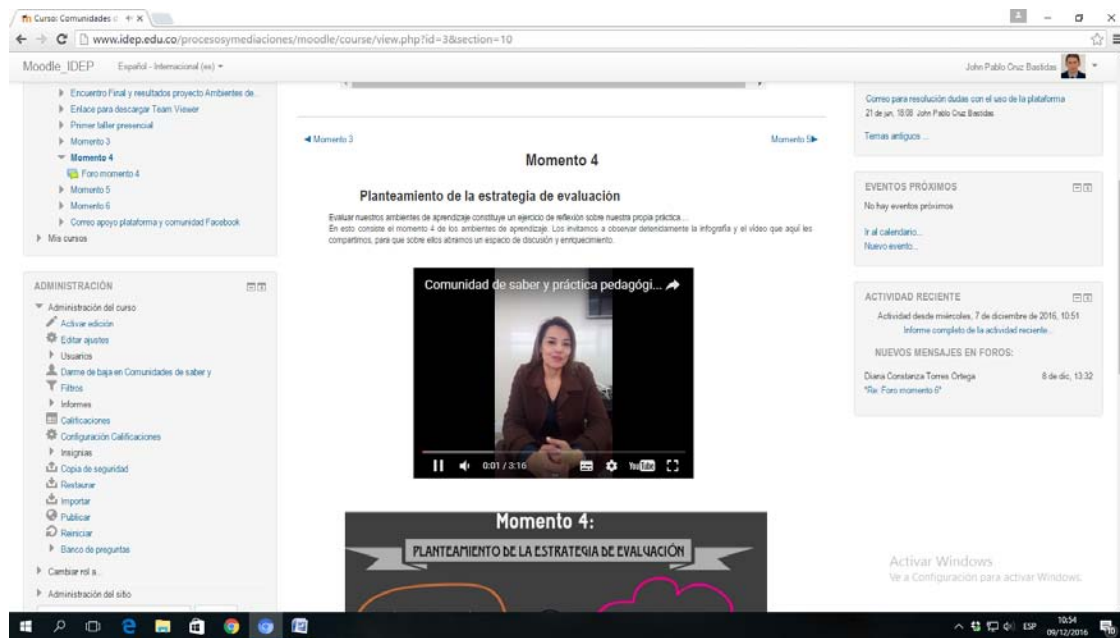 Curso: Comunidades d
www.idep.edu.co/procesosymediaciones/moodle/course/view.php?id=3&section=10
Moodle_IDEP Español - Internacional (es)
John Pablo Cruz Bastidas
Encuentro Final y resultados proyecto Ambientes de...
Enlace para descargar Team Viewer
Primer taller presencial
Momento 3
Momento 4
Foro momento 4
Momento 5
Momento 6
Correo apoyo plataforma y comunidad Facebook
Mis cursos
ADMINISTRACIÓN
Administración del curso
Activar edición
Editar ajustes
Usuarios
Darme de baja en Comunidades de saber y
Filtros
Informes
Calificaciones
Configuración Calificaciones
Insignias
Copia de seguridad
Restaurar
Importar
Publicar
Reiniciar
Banco de preguntas
Cambiar rol a...
Administración del sitio
Momento 3
Momento 5
Momento 4
Planteamiento de la estrategia de evaluación
Evaluar nuestros ambientes de aprendizaje constituye un ejercicio de reflexión sobre nuestra propia práctica....
En esto consiste el momento 4 de los ambientes de aprendizaje. Los invitamos a observar detenidamente la infografía y el vídeo que aquí les
compartimos, para que sobre ellos abramos un espacio de discusión y enriquecimiento.
Comunidad de saber y práctica pedagógi...
0:01 / 3:16
YouTube
Momento 4:
PLANTEAMIENTO DE LA ESTRATEGIA DE EVALUACIÓN
Correo para resolución dudas con el uso de la plataforma
21 de jun, 18:08 John Pablo Cruz Bastidas
Temas antiguos ...
EVENTOS PRÓXIMOS
No hay eventos próximos
Ir al calendario...
Nuevo evento...
ACTIVIDAD RECIENTE
Actividad desde miércoles, 7 de diciembre de 2016, 10:51
Informe completo de la actividad reciente...
NUEVOS MENSAJES EN FOROS:
Diana Constanza Torres Ortega 6 de dic, 13:32
"Re: Foro momento 6"
Activar Windows
Ve a Configuración para activar Windows.
ESP
10:54
09/12/2016